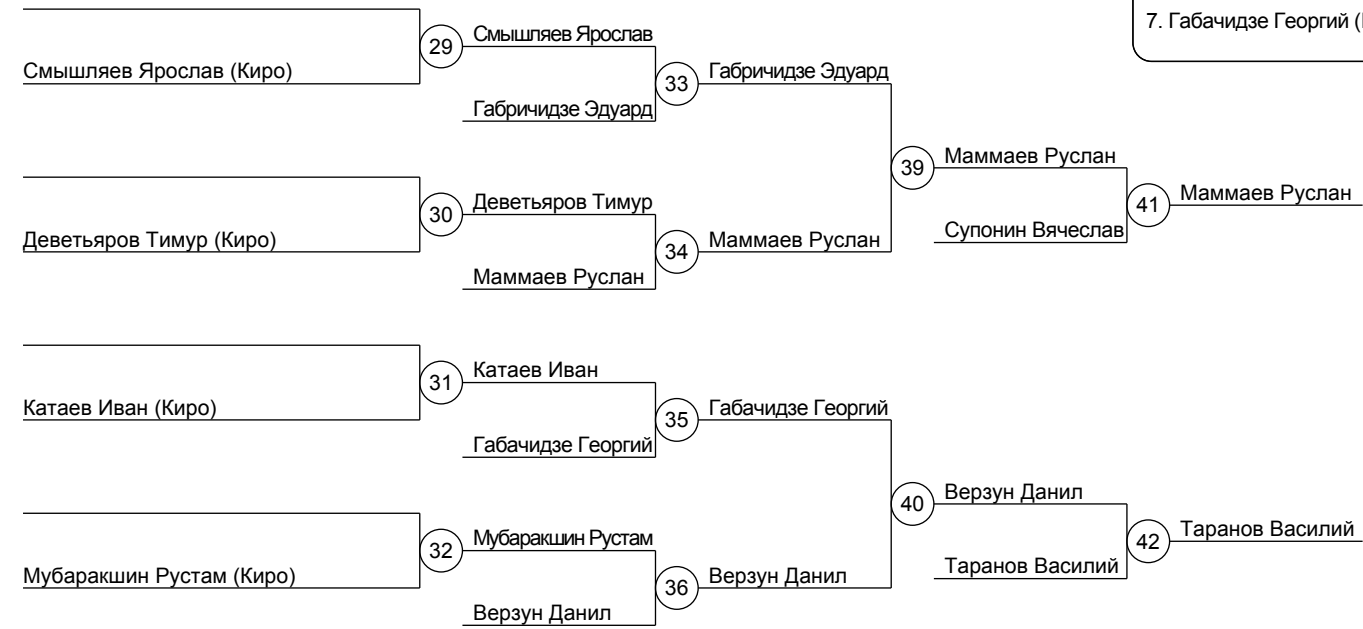 7. Габачидзе Георгий (
29
Смышляев Ярослав
Смышляев Ярослав (Киро)
33
Габричидзе Эдуард
Габричидзе Эдуард
39
Маммаев Руслан
30
Деветьяров Тимур
41
Маммаев Руслан
Деветьяров Тимур (Киро)
34
Маммаев Руслан
Супонин Вячеслав
Маммаев Руслан
31
Катаев Иван
Катаев Иван (Киро)
35
Габачидзе Георгий
Габачидзе Георгий
40
Верзун Данил
32
Мубаракшин Рустам
42
Таранов Василий
Мубаракшин Рустам (Киро)
36
Верзун Данил
Таранов Василий
Верзун Данил